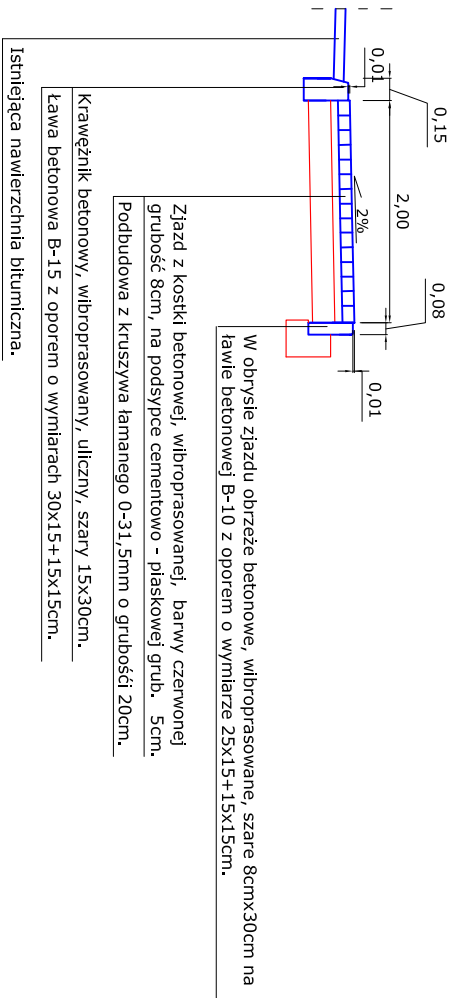 0,15
0,01
2,00
2%
0,08
0,01
W obrysie zjazdu obrzeże betonowe, wibroprasowane, szare 8cmx30cm na
ławie betonowej B-10 z oporem o wymiarze 25x15+15x15cm.
Zjazd z kostki betonowej, wibroprasowanej, barwy czerwonej
grubość 8cm, na podsypce cementowo - piaskowej grub. 5cm.
Podbudowa z kruszywa łamanego 0-31,5mm o grubośći 20cm.
Krawężnik betonowy, wibroprasowany, uliczny, szary 15x30cm.
Ława betonowa B-15 z oporem o wymiarach 30x15+15x15cm.
Istniejąca nawierzchnia bitumiczna.